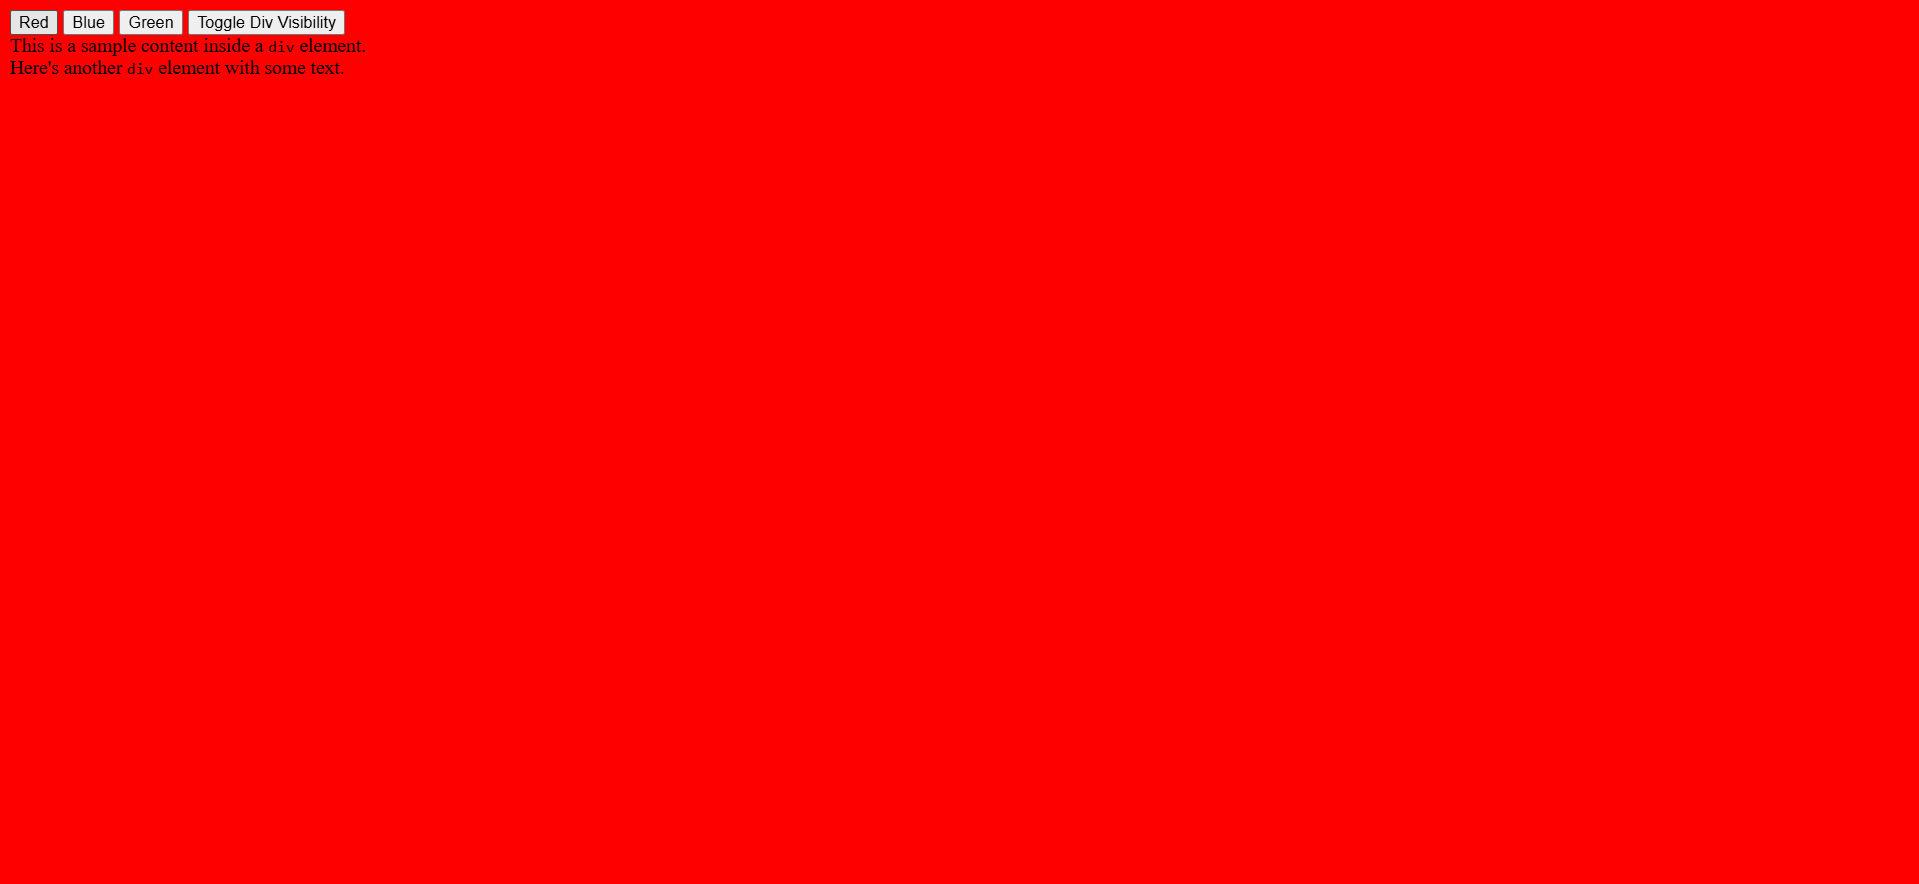 Red Blue Green Toggle Div Visibility
This is a sample content inside a div element.
Here's another div element with some text.